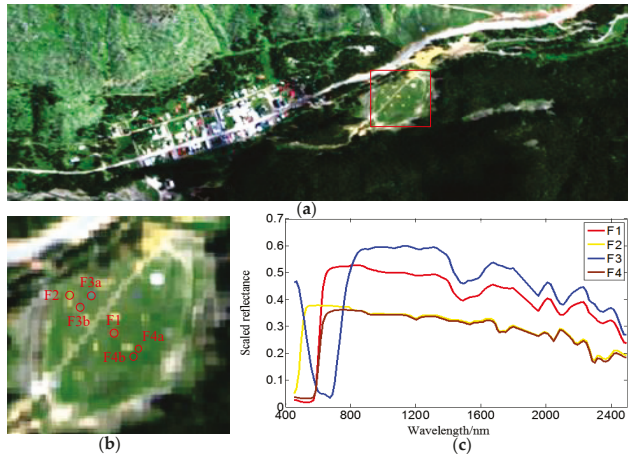 (a)
F2
F3a
F3b
F1
F4a
F4b
(b)
0.7
0.6
0.5
0.4
0.3
0.2
0.1
0
400
800
1200
1600
2000
2400
Scaled reflectance
Wavelength/nm
F1
F2
F3
F4
(c)